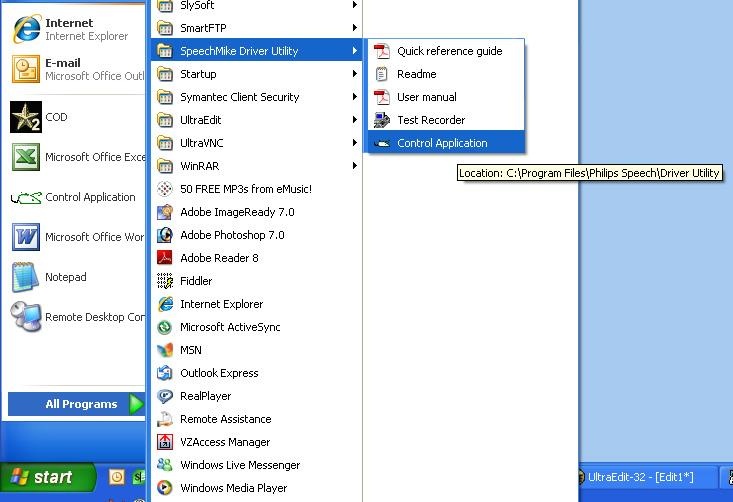 Internet
Internet Explorer
E-mail
Microsoft Office Outl
COD
2
Microsoft Office Exce
Control Application
Microsoft Office Wor
Notepad
Remote Desktop Con
All Programs
start
SlySoft
SmartFTP
SpeechMike Driver Utility
Startup
Symantec Client Security
UltraEdit
UltraVNC
WinRAR
50 FREE MP3s from eMusic!
Adobe ImageReady 7.0
Adobe Photoshop 7.0
Adobe Reader 8
Fiddler
Internet Explorer
Microsoft ActiveSync
MSN
Outlook Express
RealPlayer
Remote Assistance
VZAccess Manager
Windows Live Messenger
Windows Media Player
Quick reference guide
Readme
User manual
Test Recorder
Control Application
Location: C:\Program Files\Philips Speech\Driver Utility
UltraEdit-32 - [Edit1*]